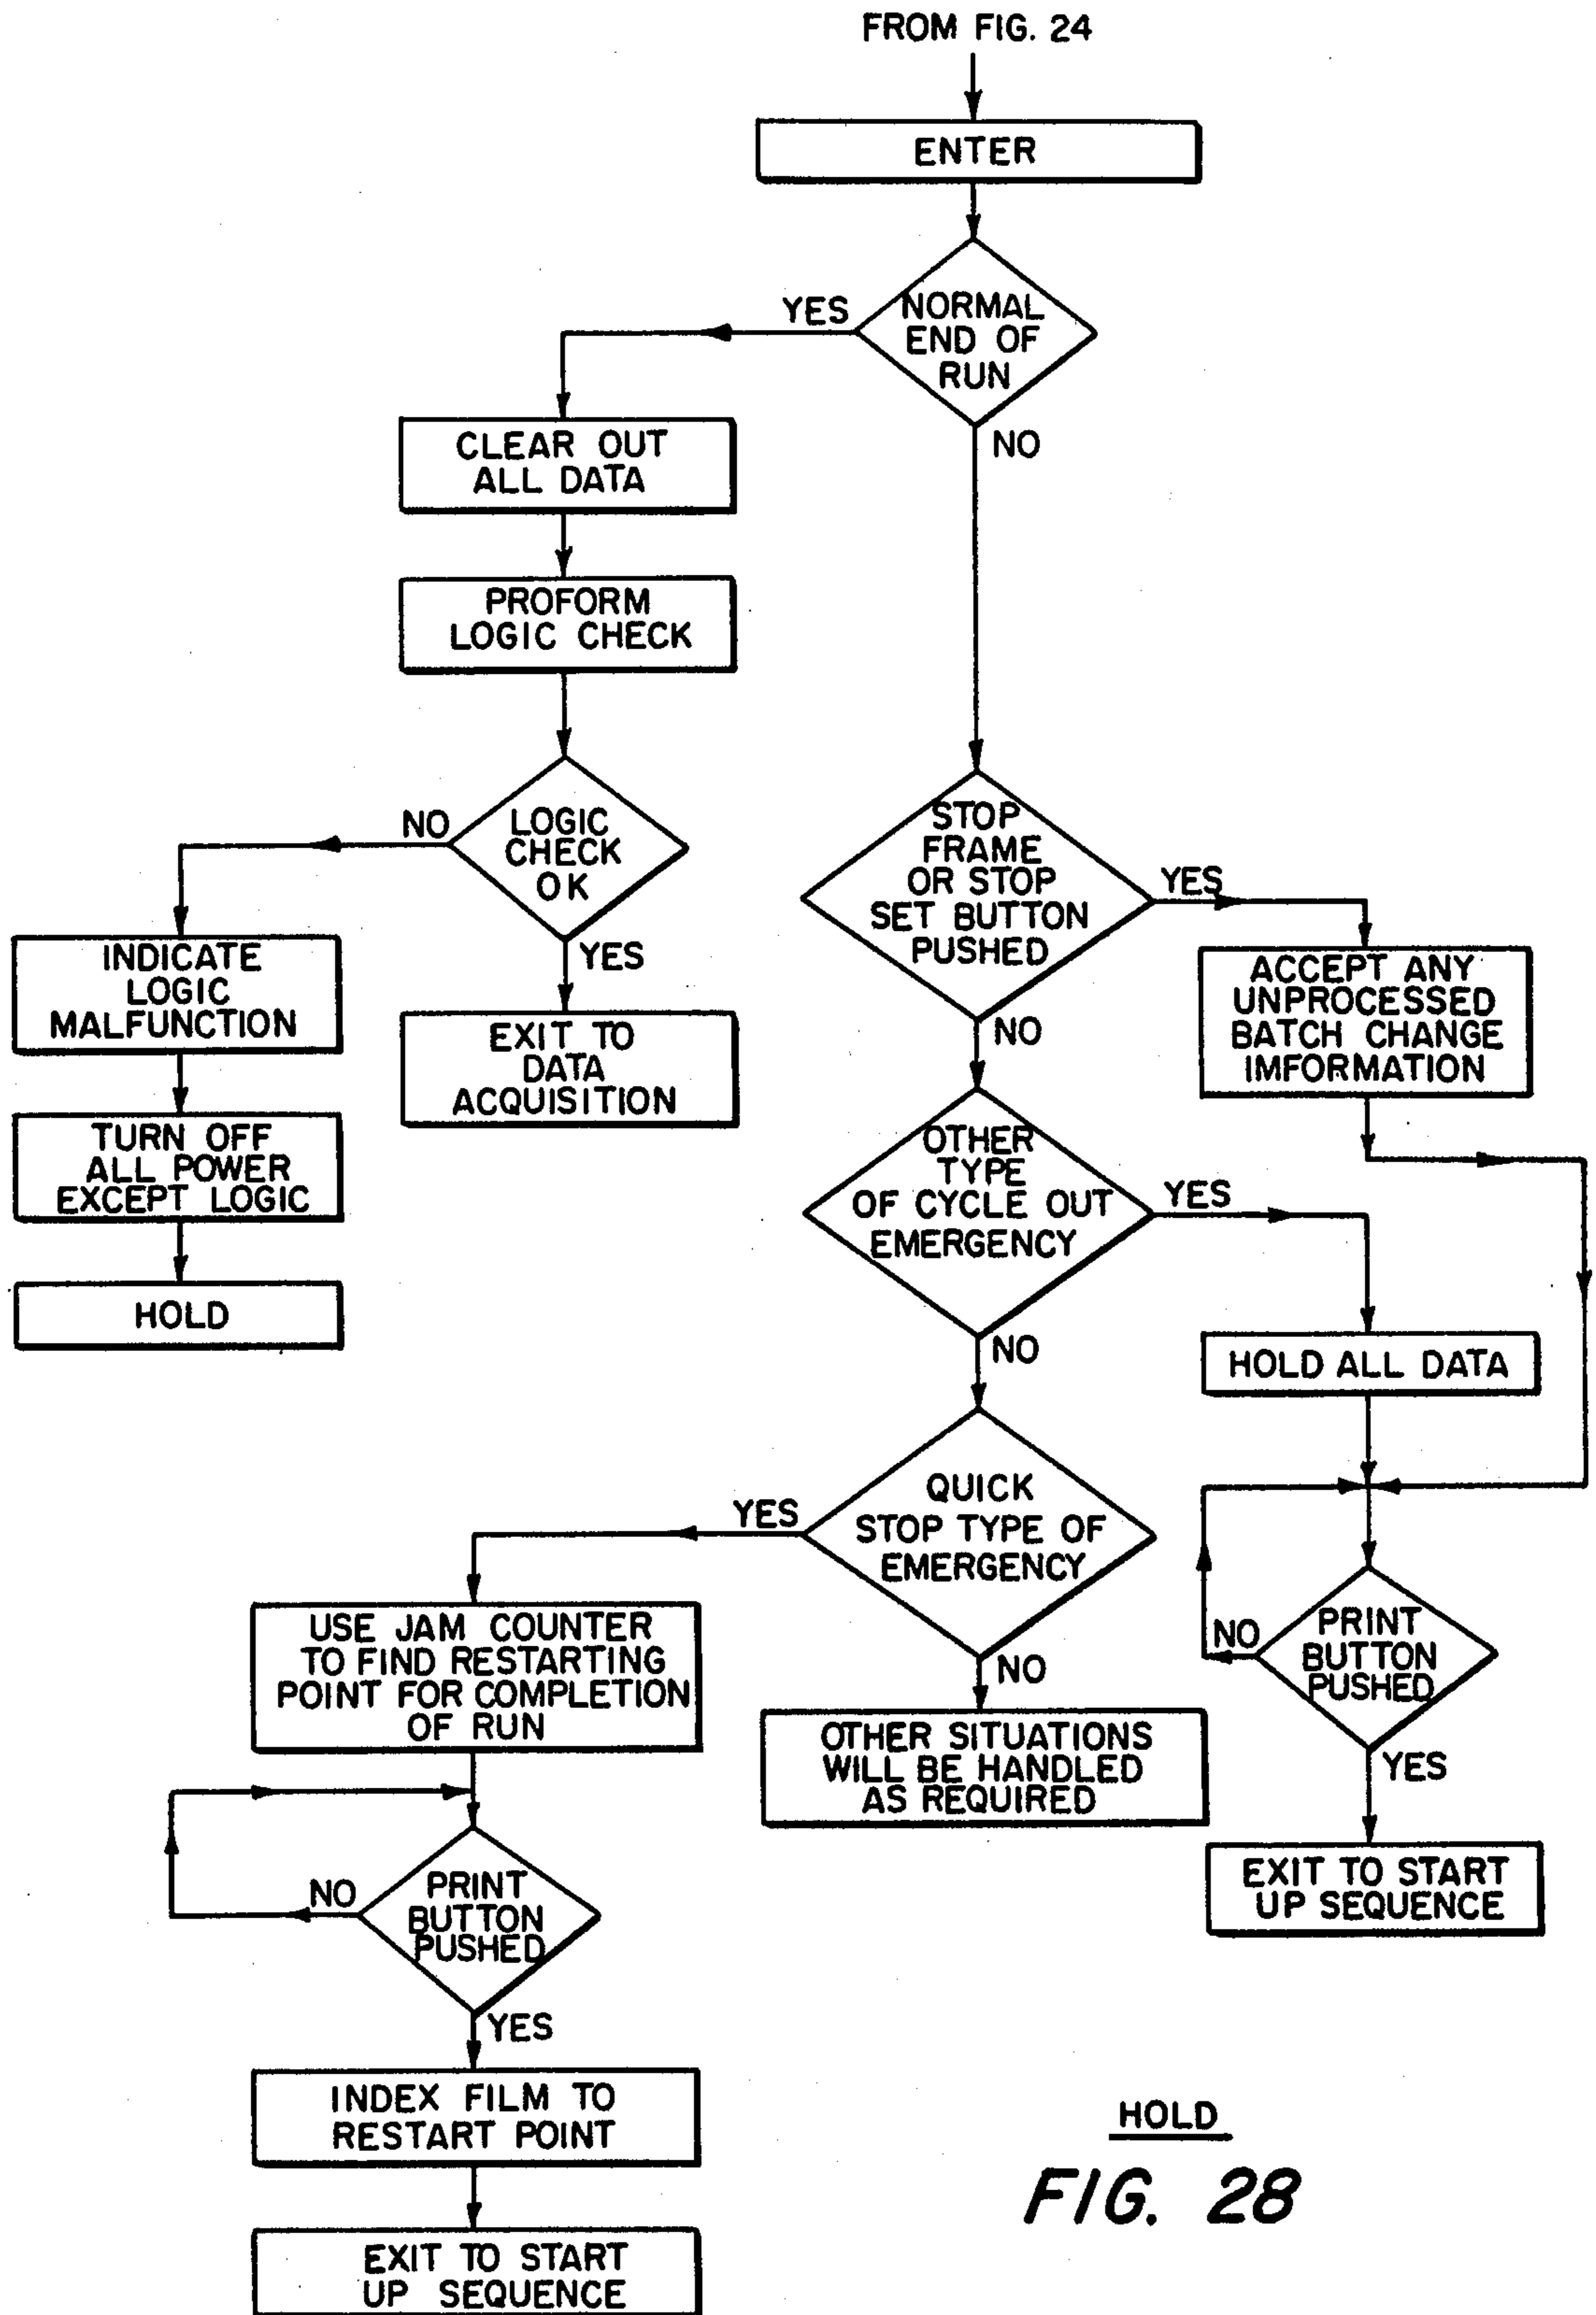 FROM FIG. 24
ENTER
NORMAL
END OF
RUN
YES
NO
CLEAR OUT
ALL DATA
PROFORM
LOGIC CHECK
LOGIC
CHECK
OK
NO
YES
INDICATE
LOGIC
MALFUNCTION
TURN OFF
ALL POWER
EXCEPT LOGIC
HOLD
EXIT TO
DATA
ACQUISITION
STOP
FRAME
OR STOP
SET BUTTON
PUSHED
YES
NO
ACCEPT ANY
UNPROCESSED
BATCH CHANGE
IMFORMATION
OTHER
TYPE
OF CYCLE OUT
EMERGENCY
YES
NO
HOLD ALL DATA
QUICK
STOP TYPE OF
EMERGENCY
YES
NO
PRINT
BUTTON
PUSHED
NO
YES
EXIT TO START
UP SEQUENCE
OTHER SITUATIONS
WILL BE HANDLED
AS REQUIRED
USE JAM COUNTER
TO FIND RESTARTING
POINT FOR COMPLETION
OF RUN
PRINT
BUTTON
PUSHED
NO
YES
INDEX FILM TO
RESTART POINT
EXIT TO START
UP SEQUENCE
HOLD
FIG. 28